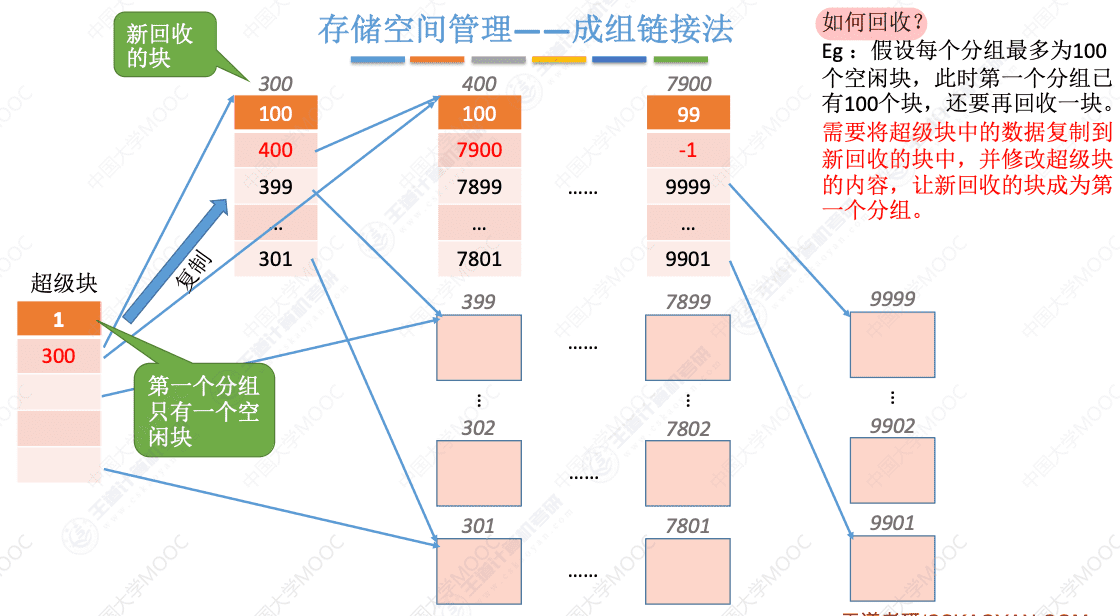 存储空间管理——成组链接法
新回收
的块
如何回收？
Eg： 假设每个分组最多为100
个空闲块，此时第一个分组已
有100个块，还要再回收一块。
需要将超级块中的数据复制到
新回收的块中，并修改超级块
的内容，让新回收的块成为第
一个分组。
300
100
400
399
...
301
400
100
7900
7899
...
7801
......
7900
99
-1
9999
...
9901
复制
超级块
1
300
第一个分组
只有一个空
闲块
399 7899 9999
......
302 7802 9902
......
301 7801 9901
......
中国大学MOOC
王道计算机考研